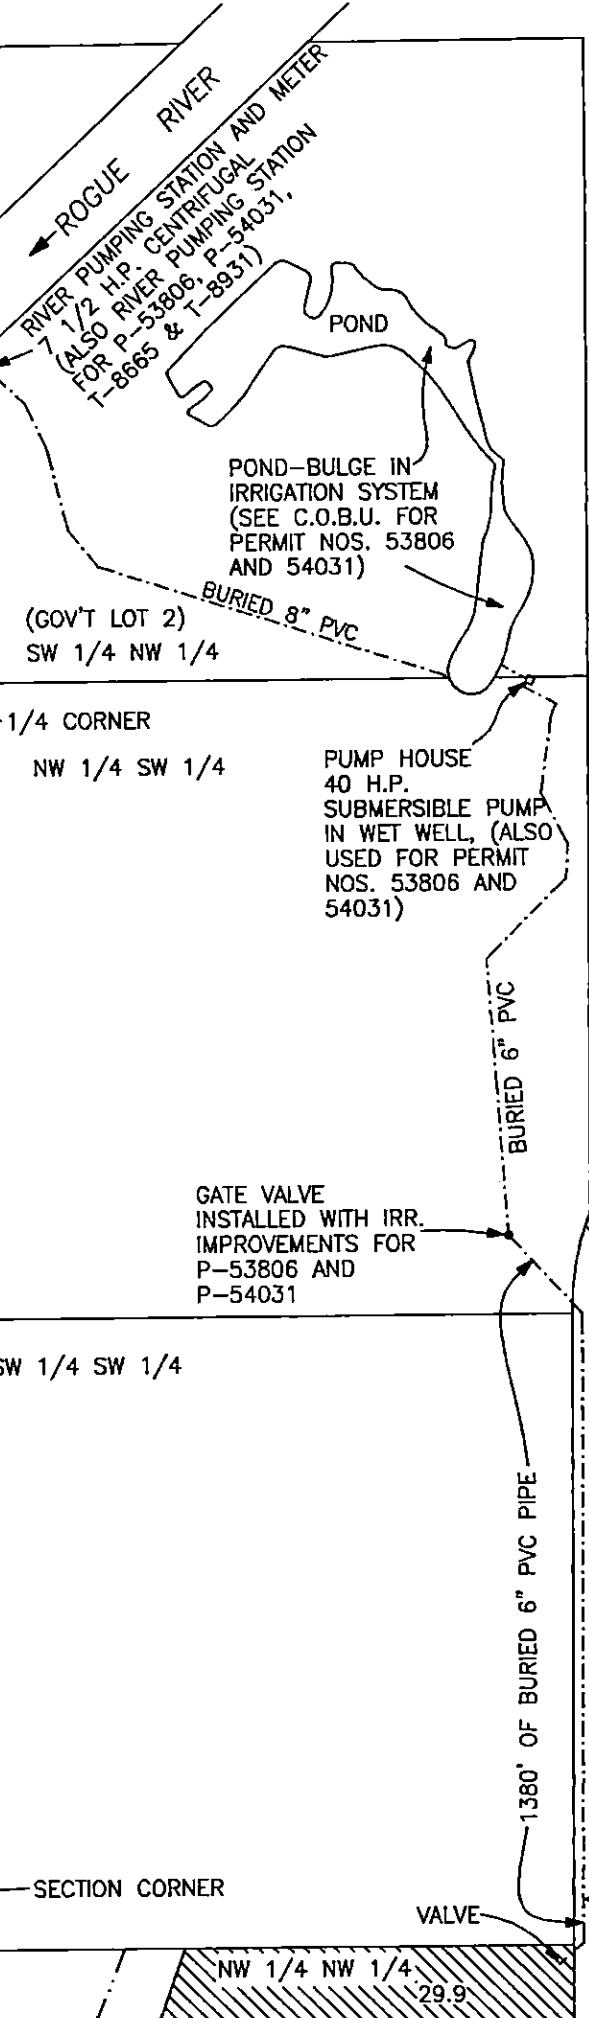 ROGUE RIVER
RIVER PUMPING STATION AND METER
7 1/2 H.P. CENTRIFUGAL
(ALSO RIVER PUMPING STATION
FOR P-53806, P-54031,
T-8665 & T-8931)
POND
POND-BULGE IN
IRRIGATION SYSTEM
(SEE C.O.B.U. FOR
PERMIT NOS. 53806
AND 54031)
BURIED 8" PVC
(GOV'T LOT 2)
SW 1/4 NW 1/4
1/4 CORNER
NW 1/4 SW 1/4
PUMP HOUSE
40 H.P.
SUBMERSIBLE PUMP
IN WET WELL, (ALSO
USED FOR PERMIT
NOS. 53806 AND
54031)
BURIED 6" PVC
GATE VALVE
INSTALLED WITH IRR.
IMPROVEMENTS FOR
P-53806 AND
P-54031
SW 1/4 SW 1/4
1380' OF BURIED 6" PVC PIPE
SECTION CORNER
VALVE
NW 1/4 NW 1/4
29.9